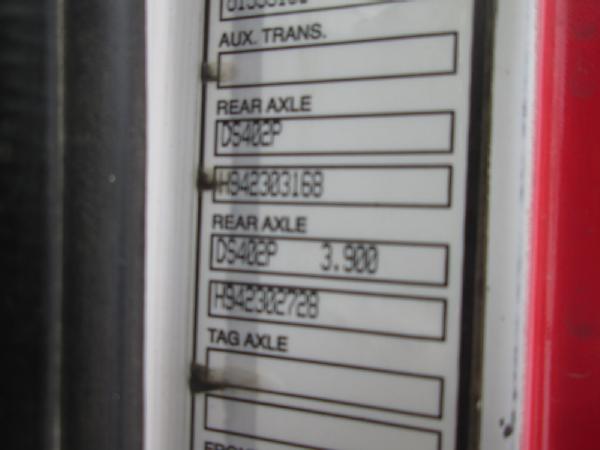 AUX. TRANS.
REAR AXLE
DS402P
H942303168
REAR AXLE
DS402P 3.900
H942302728
TAG AXLE